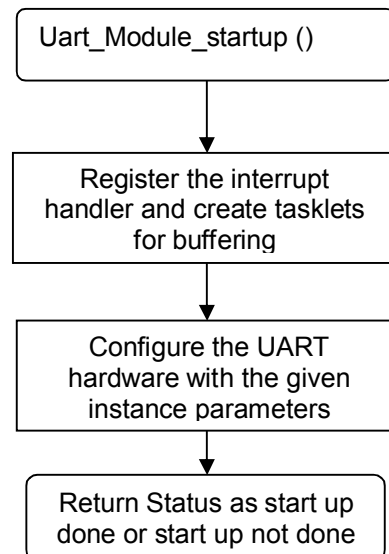 Uart_Module_startup ()
Register the interrupt
handler and create tasklets
for buffering
Configure the UART
hardware with the given
instance parameters
Return Status as start up
done or start up not done